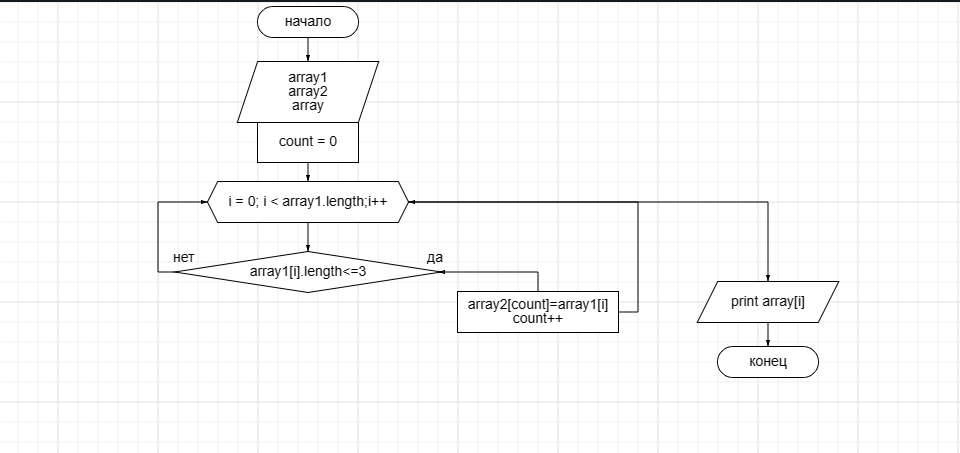 начало
array1
array2
array
count = 0
i = 0; i < array1.length;i++
нет
да
array1[i].length<=3
array2[count]=array1[i]
count++
print array[i]
конец